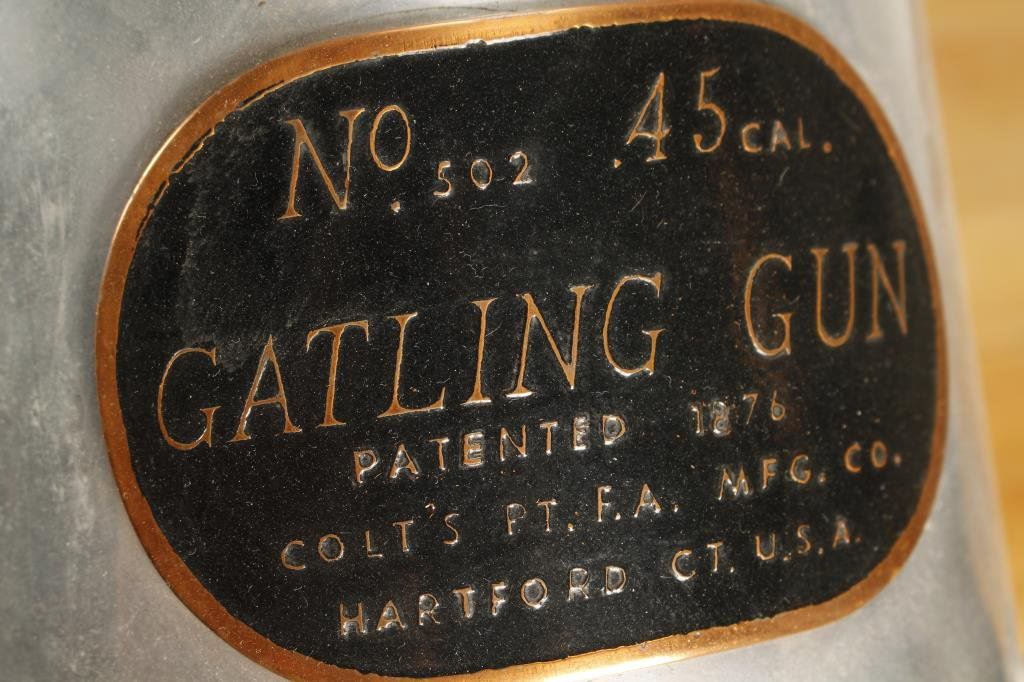 No. 502 .45 CAL.
GATLING GUN
PATENTED 1876
COLT'S PT. F.A. MFG. CO.
HARTFORD CT. U.S.A.